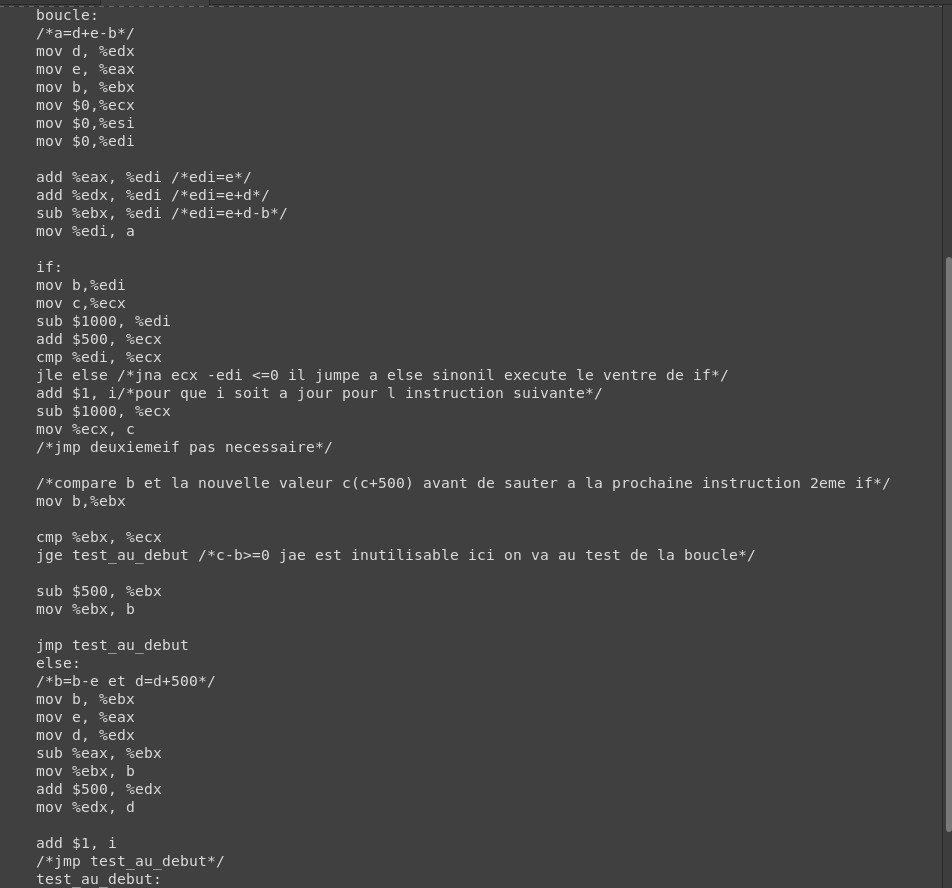 boucle:
/*a=d+e-b*/
mov d, %edx
mov e, %eax
mov b, %ebx
mov $0,%ecx
mov $0,%esi
mov $0,%edi
add %eax, %edi /*edi=e*/
add %edx, %edi /*edi=e+d*/
sub %ebx, %edi /*edi=e+d-b*/
mov %edi, a
if:
mov b,%edi
mov c,%ecx
sub $1000, %edi
add $500, %ecx
cmp %edi, %ecx
jle else /*jna ecx -edi <=0 il jumpe a else sinonil execute le ventre de if*/
add $1, i/*pour que i soit a jour pour l instruction suivante*/
sub $1000, %ecx
mov %ecx, c
/*jmp deuxiemeif pas necessaire*/
/*compare b et la nouvelle valeur c(c+500) avant de sauter a la prochaine instruction 2eme if*/
mov b,%ebx
cmp %ebx, %ecx
jge test_au_debut /*c-b>=0 jae est inutilisable ici on va au test de la boucle*/
sub $500, %ebx
mov %ebx, b
jmp test_au_debut
else:
/*b=b-e et d=d+500*/
mov b, %ebx
mov e, %eax
mov d, %edx
sub %eax, %ebx
mov %ebx, b
add $500, %edx
mov %edx, d
add $1, i
/*jmp test_au_debut*/
test_au_debut: